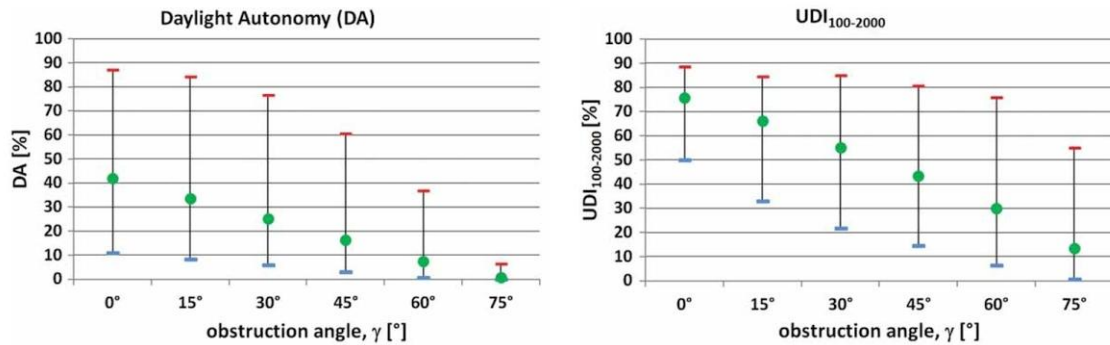 Daylight Autonomy (DA)
100
90
80
70
60
50
40
30
20
10
0
DA [%]
0° 15° 30° 45° 60° 75°
obstruction angle, γ [°]
UDI100-2000
100
90
80
70
60
50
40
30
20
10
0
UDI100-2000 [%]
0° 15° 30° 45° 60° 75°
obstruction angle, γ [°]